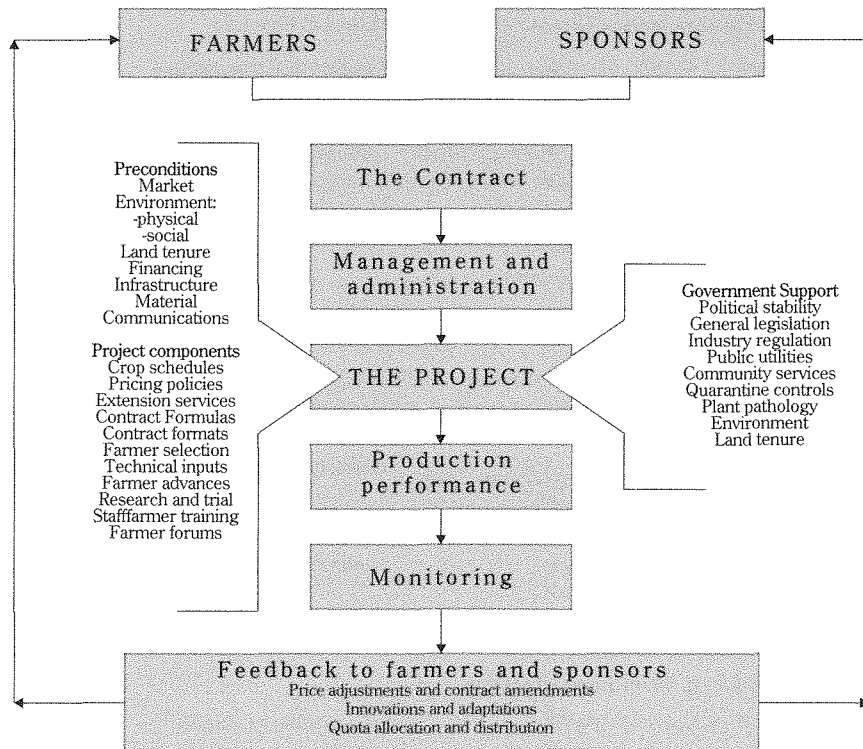 FARMERS
SPONSORS
The Contract
Management and
administration
THE PROJECT
Production
performance
Monitoring
Preconditions
Market
Environment:
-physical
-social
Land tenure
Financing
Infrastructure
Material
Communications
Project components
Crop schedules
Pricing policies
Extension services
Contract Formulas
Contract formats
Farmer selection
Technical inputs
Farmer advances
Research and trial
Stafffarmer training
Farmer forums
Government Support
Political stability
General legislation
Industry regulation
Public utilities
Community services
Quarantine controls
Plant pathology
Environment
Land tenure
Feedback to farmers and sponsors
Price adjustments and contract amendments
Innovations and adaptations
Quota allocation and distribution